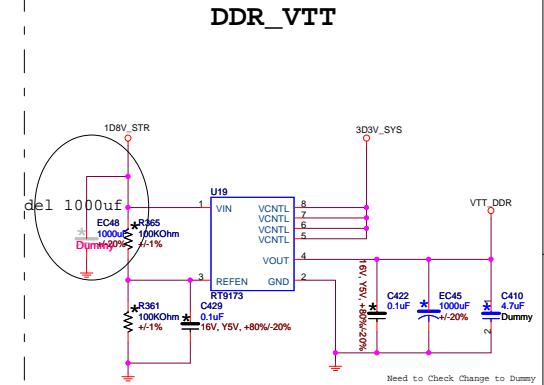 DDR_VTT
1D8V_STR
3D3V_SYS
VTT_DDR
del 1000uf
EC48
1000uF
+/-20%
Dummy
*
R365
100KOhm
+/-1%
U19
1 VIN
VCNTL 8
VCNTL 7
VCNTL 6
VCNTL 5
VOUT 4
3 REFEN
GND 2
RT9173
*
R361
100KOhm
+/-1%
*
C429
0.1uF
16V, Y5V, +80%/-20%
16V, Y5V, +80%/-20%
*
C422
0.1uF
*
EC45
1000uF
+/-20%
*
1
2
C410
4.7uF
Dummy
Need to Check Change to Dummy